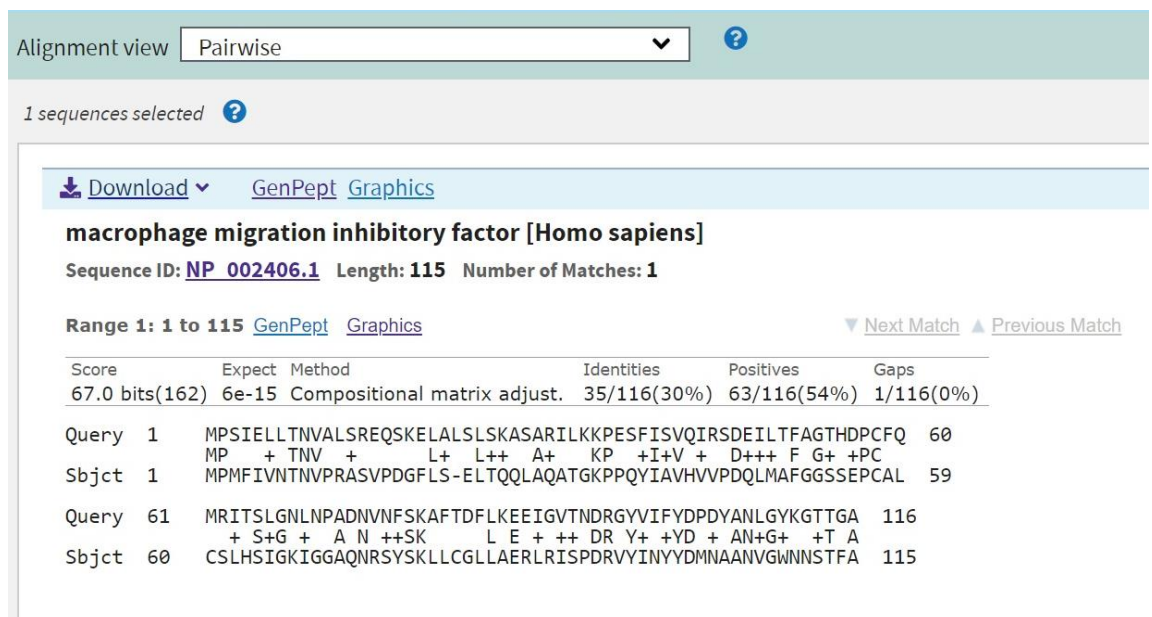 Alignment view Pairwise ?
1 sequences selected ?
Download GenPept Graphics
macrophage migration inhibitory factor [Homo sapiens]
Sequence ID: NP_002406.1 Length: 115 Number of Matches: 1
Range 1: 1 to 115 GenPept Graphics ▼ Next Match ▲ Previous Match
Score Expect Method Identities Positives Gaps
67.0 bits(162) 6e-15 Compositional matrix adjust. 35/116(30%) 63/116(54%) 1/116(0%)
Query 1 MPSIELLTNVALSREQSKELALSLSKASARILKKPESFISVQIRSDEILTFAGTHDPCFQ 60
MP + TNV + L+ L++ A+ KP +I+V + D+++ F G+ +PC
Sbjct 1 MPMFIVNTNVPRASVPDGFLS-ELTQQLAQATGKPPQYIAVHVVPDQLMAFGGSSEPCAL 59
Query 61 MRITSLGNLNPADNVNFSKAFTDFLKEEIGVTNDRGYVIFYDPDYANLGYKGTTGA 116
+ S+G + A N ++SK L E + ++ DR Y+ +YD + AN+G+ +T A
Sbjct 60 CSLHSIGKIGGAQNRSYSKLLCGLLAERLRISPDRVYINYYDMNAANVGWNNSTFA 115